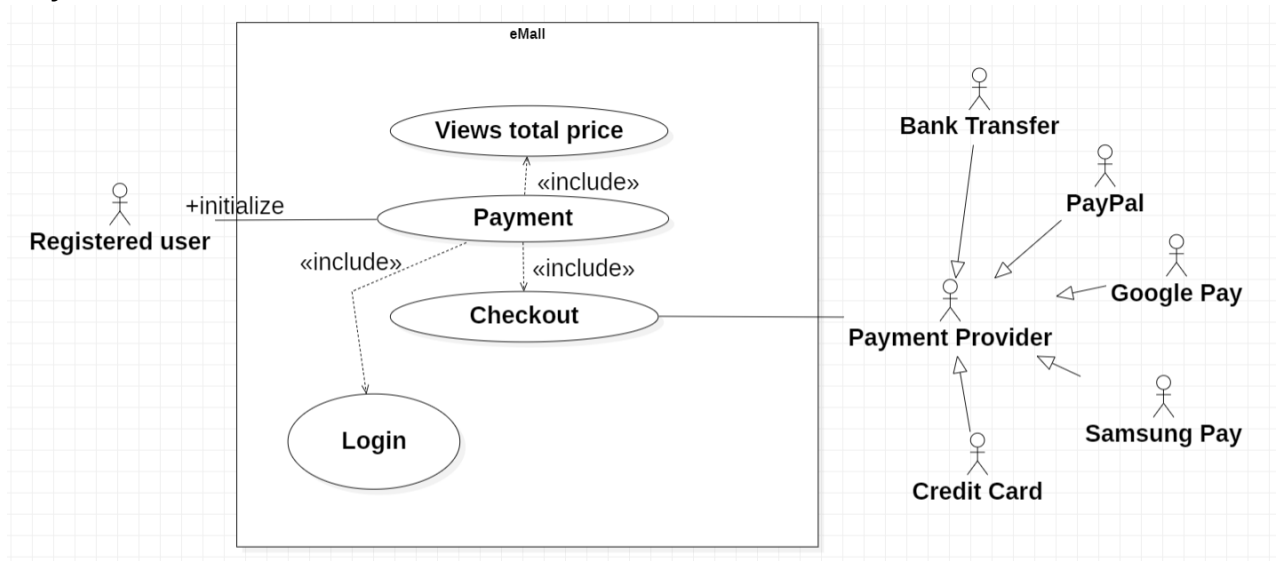 eMall
Bank Transfer
Views total price
PayPal
«include»
+initialize
Payment
Registered user
«include»
«include»
Google Pay
Checkout
Payment Provider
Login
Samsung Pay
Credit Card